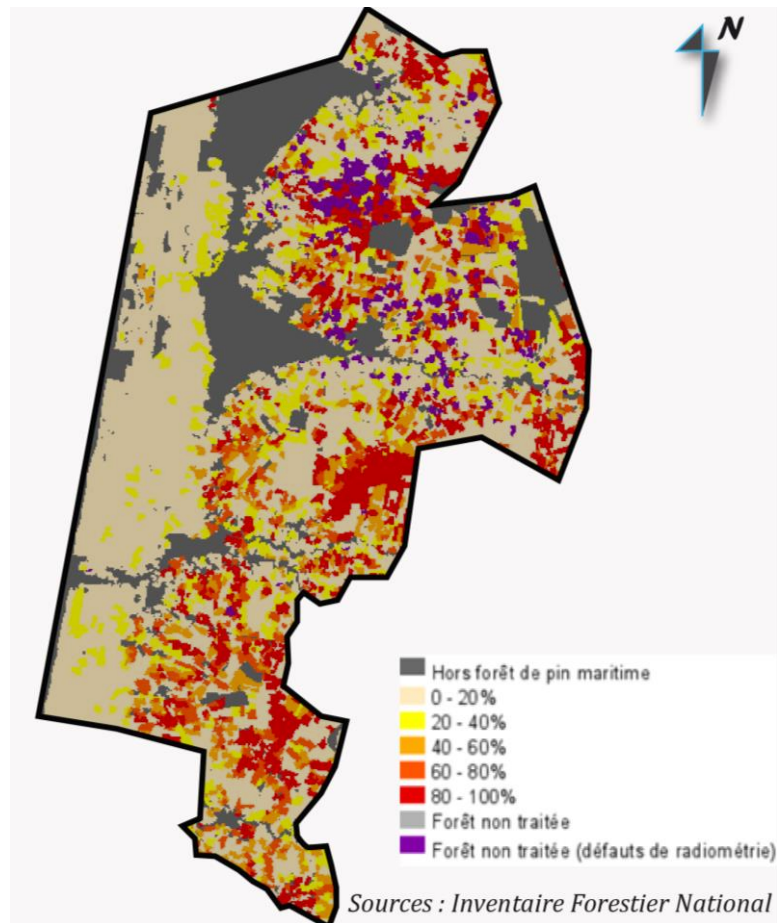 N
Hors forêt de pin maritime
0 - 20%
20 - 40%
40 - 60%
60 - 80%
80 - 100%
Forêt non traitée
Forêt non traitée (défauts de radiométrie)
Sources : Inventaire Forestier National